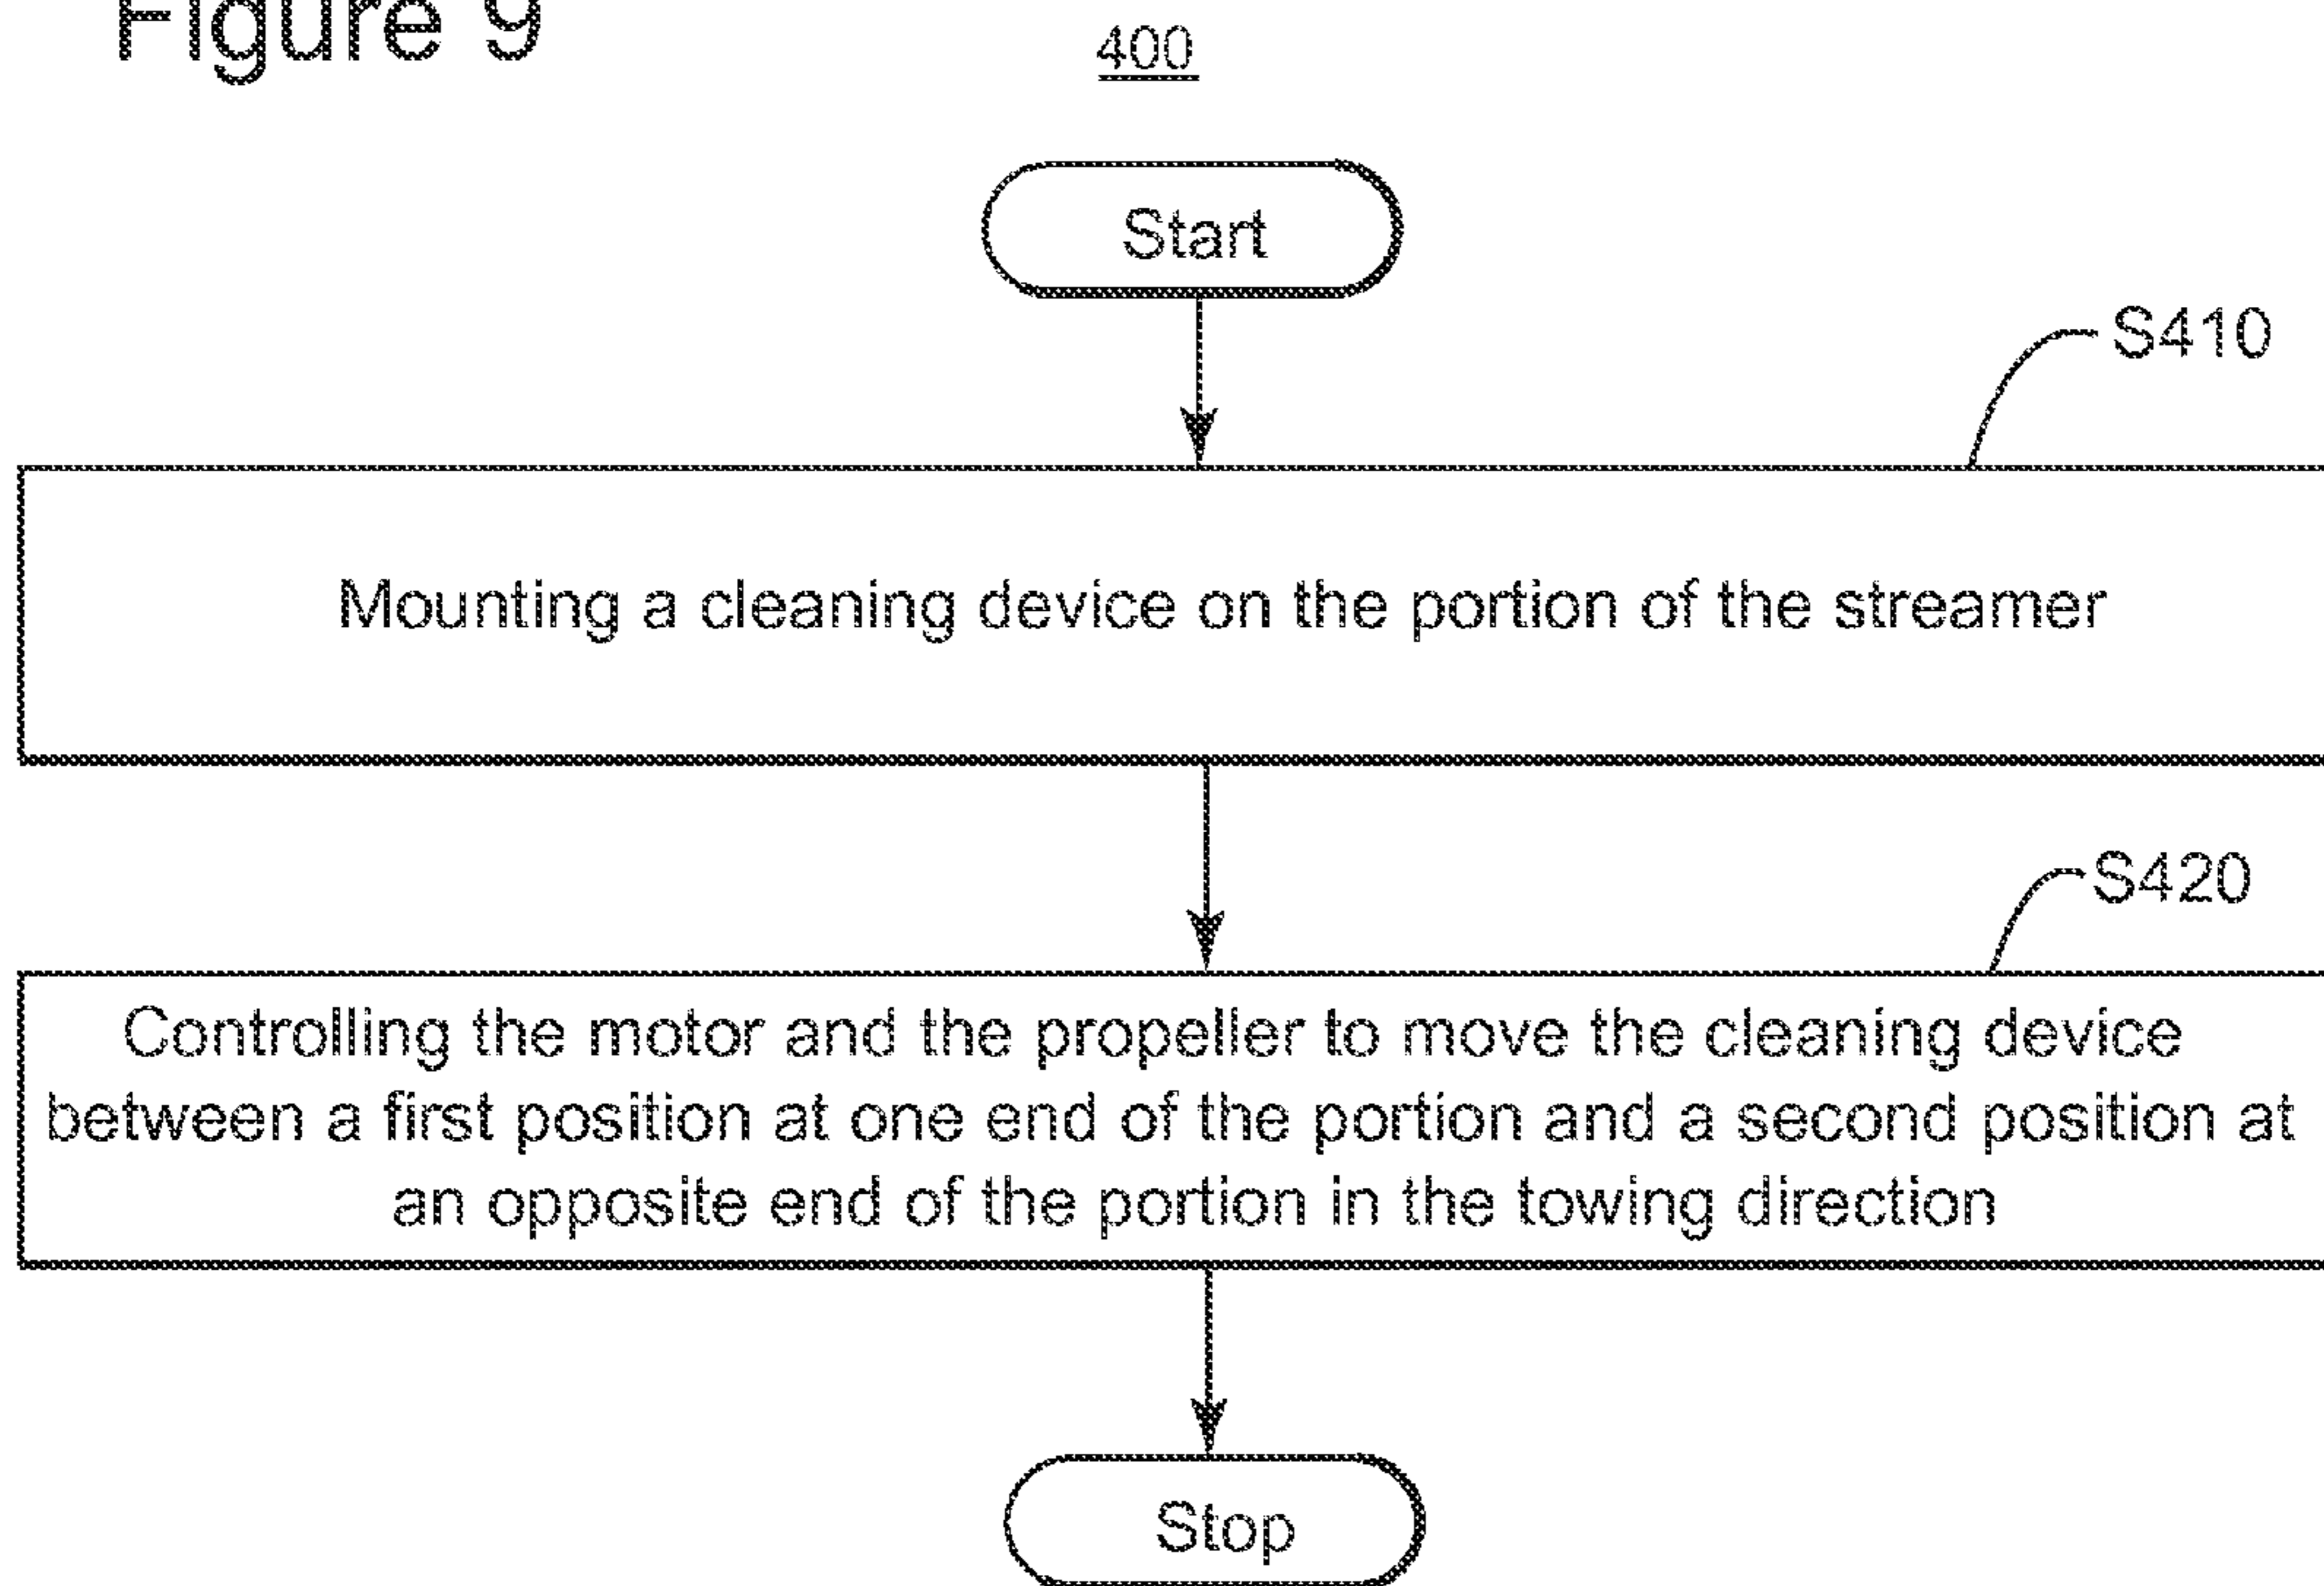 Figure 9
400
Start
S410
Mounting a cleaning device on the portion of the streamer
S420
Controlling the motor and the propeller to move the cleaning device
between a first position at one end of the portion and a second position at
an opposite end of the portion in the towing direction
Stop